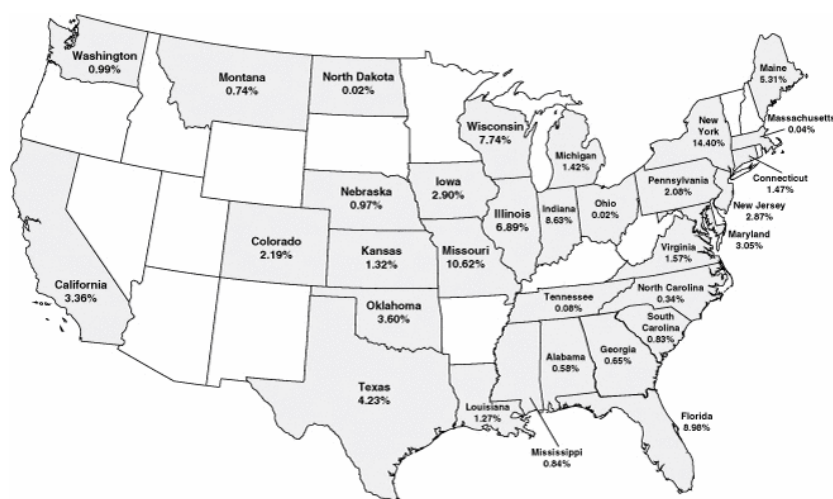 Washington
0.99%
Montana
0.74%
North Dakota
0.02%
Maine
5.31%
Massachusetts
0.04%
New
York
14.40%
Wisconsin
7.74%
Michigan
1.42%
Connecticut
1.47%
Nebraska
0.97%
Iowa
2.90%
Illinois
6.89%
Indiana
8.63%
Ohio
0.02%
Pennsylvania
2.08%
New Jersey
2.87%
Maryland
3.05%
California
3.36%
Colorado
2.19%
Kansas
1.32%
Missouri
10.62%
Virginia
1.57%
Oklahoma
3.60%
Tennessee
0.08%
North Carolina
0.34%
South
Carolina
0.83%
Texas
4.23%
Louisiana
1.27%
Alabama
0.58%
Georgia
0.65%
Florida
8.98%
Mississippi
0.84%